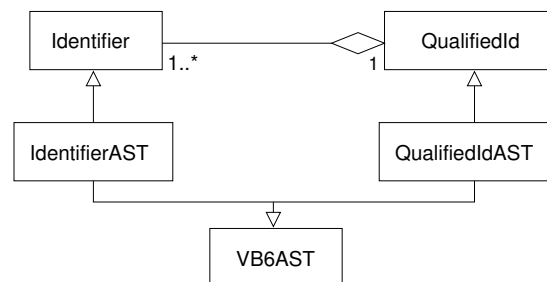 Identifier
QualifiedId
1..*
1
IdentifierAST
QualifiedIdAST
VB6AST